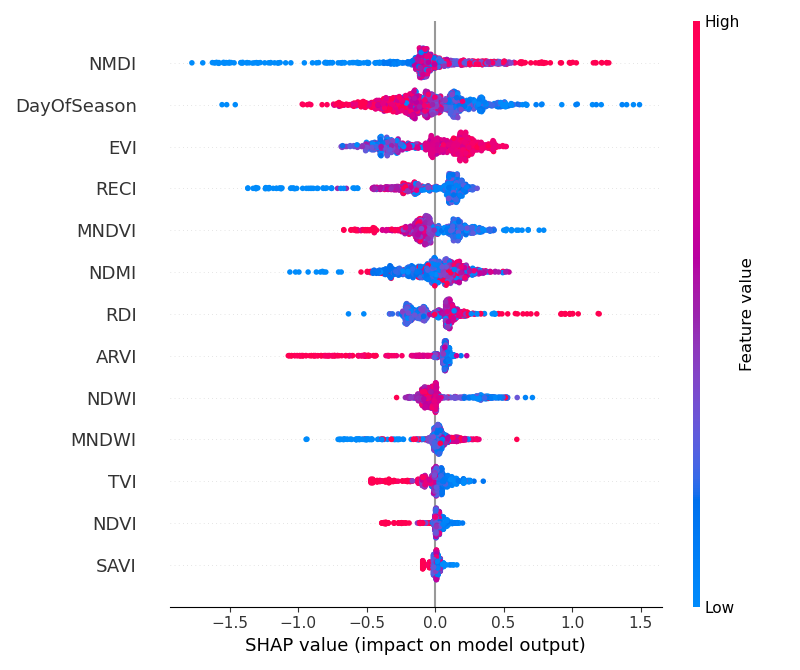 High
NMDI
DayOfSeason
EVI
RECI
MNDVI
NDMI
RDI
ARVI
NDWI
MNDWI
TVI
NDVI
SAVI
Feature value
Low
−1.5 −1.0 −0.5 0.0 0.5 1.0 1.5
SHAP value (impact on model output)